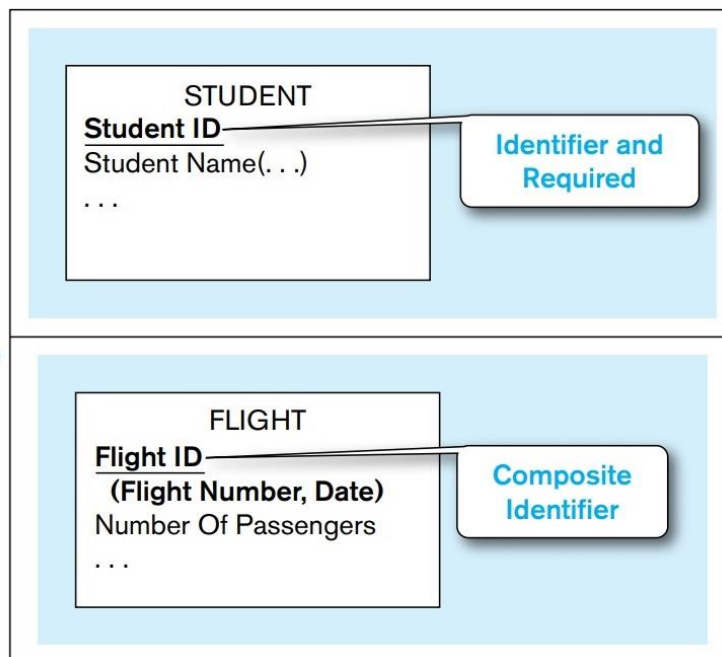 STUDENT
Student ID
Student Name(. . .)
. . .
Identifier and
Required
FLIGHT
Flight ID
(Flight Number, Date)
Number Of Passengers
. . .
Composite
Identifier